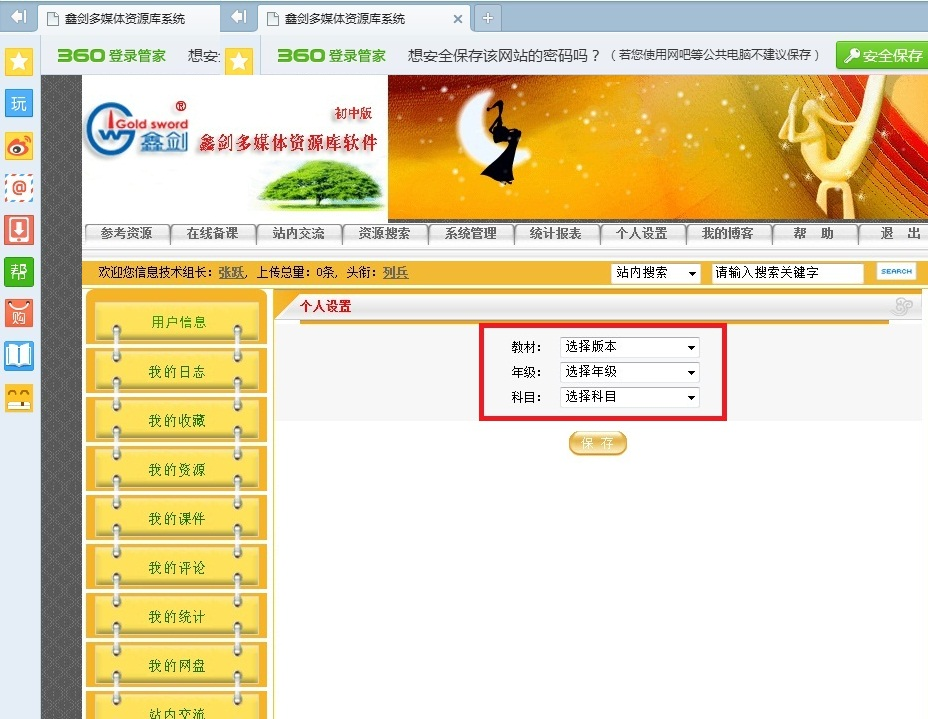 鑫剑多媒体资源库系统
鑫剑多媒体资源库系统
360 登录管家 想安
360 登录管家 想安全保存该网站的密码吗？（若您使用网吧等公共电脑不建议保存） 安全保存
玩
@
帮
购
Gold sword ®
鑫剑
初中版
鑫剑多媒体资源库软件
参考资源 在线备课 站内交流 资源搜索 系统管理 统计报表 个人设置 我的博客 帮 助 退 出
欢迎您信息技术组长：张跃，上传总量：0条，头衔：列兵 站内搜索 请输入搜索关键字 SEARCH
个人设置
用户信息
我的日志
我的收藏
我的资源
我的课件
我的评论
我的统计
我的网盘
站内交流
教材： 选择版本
年级： 选择年级
科目： 选择科目
保 存